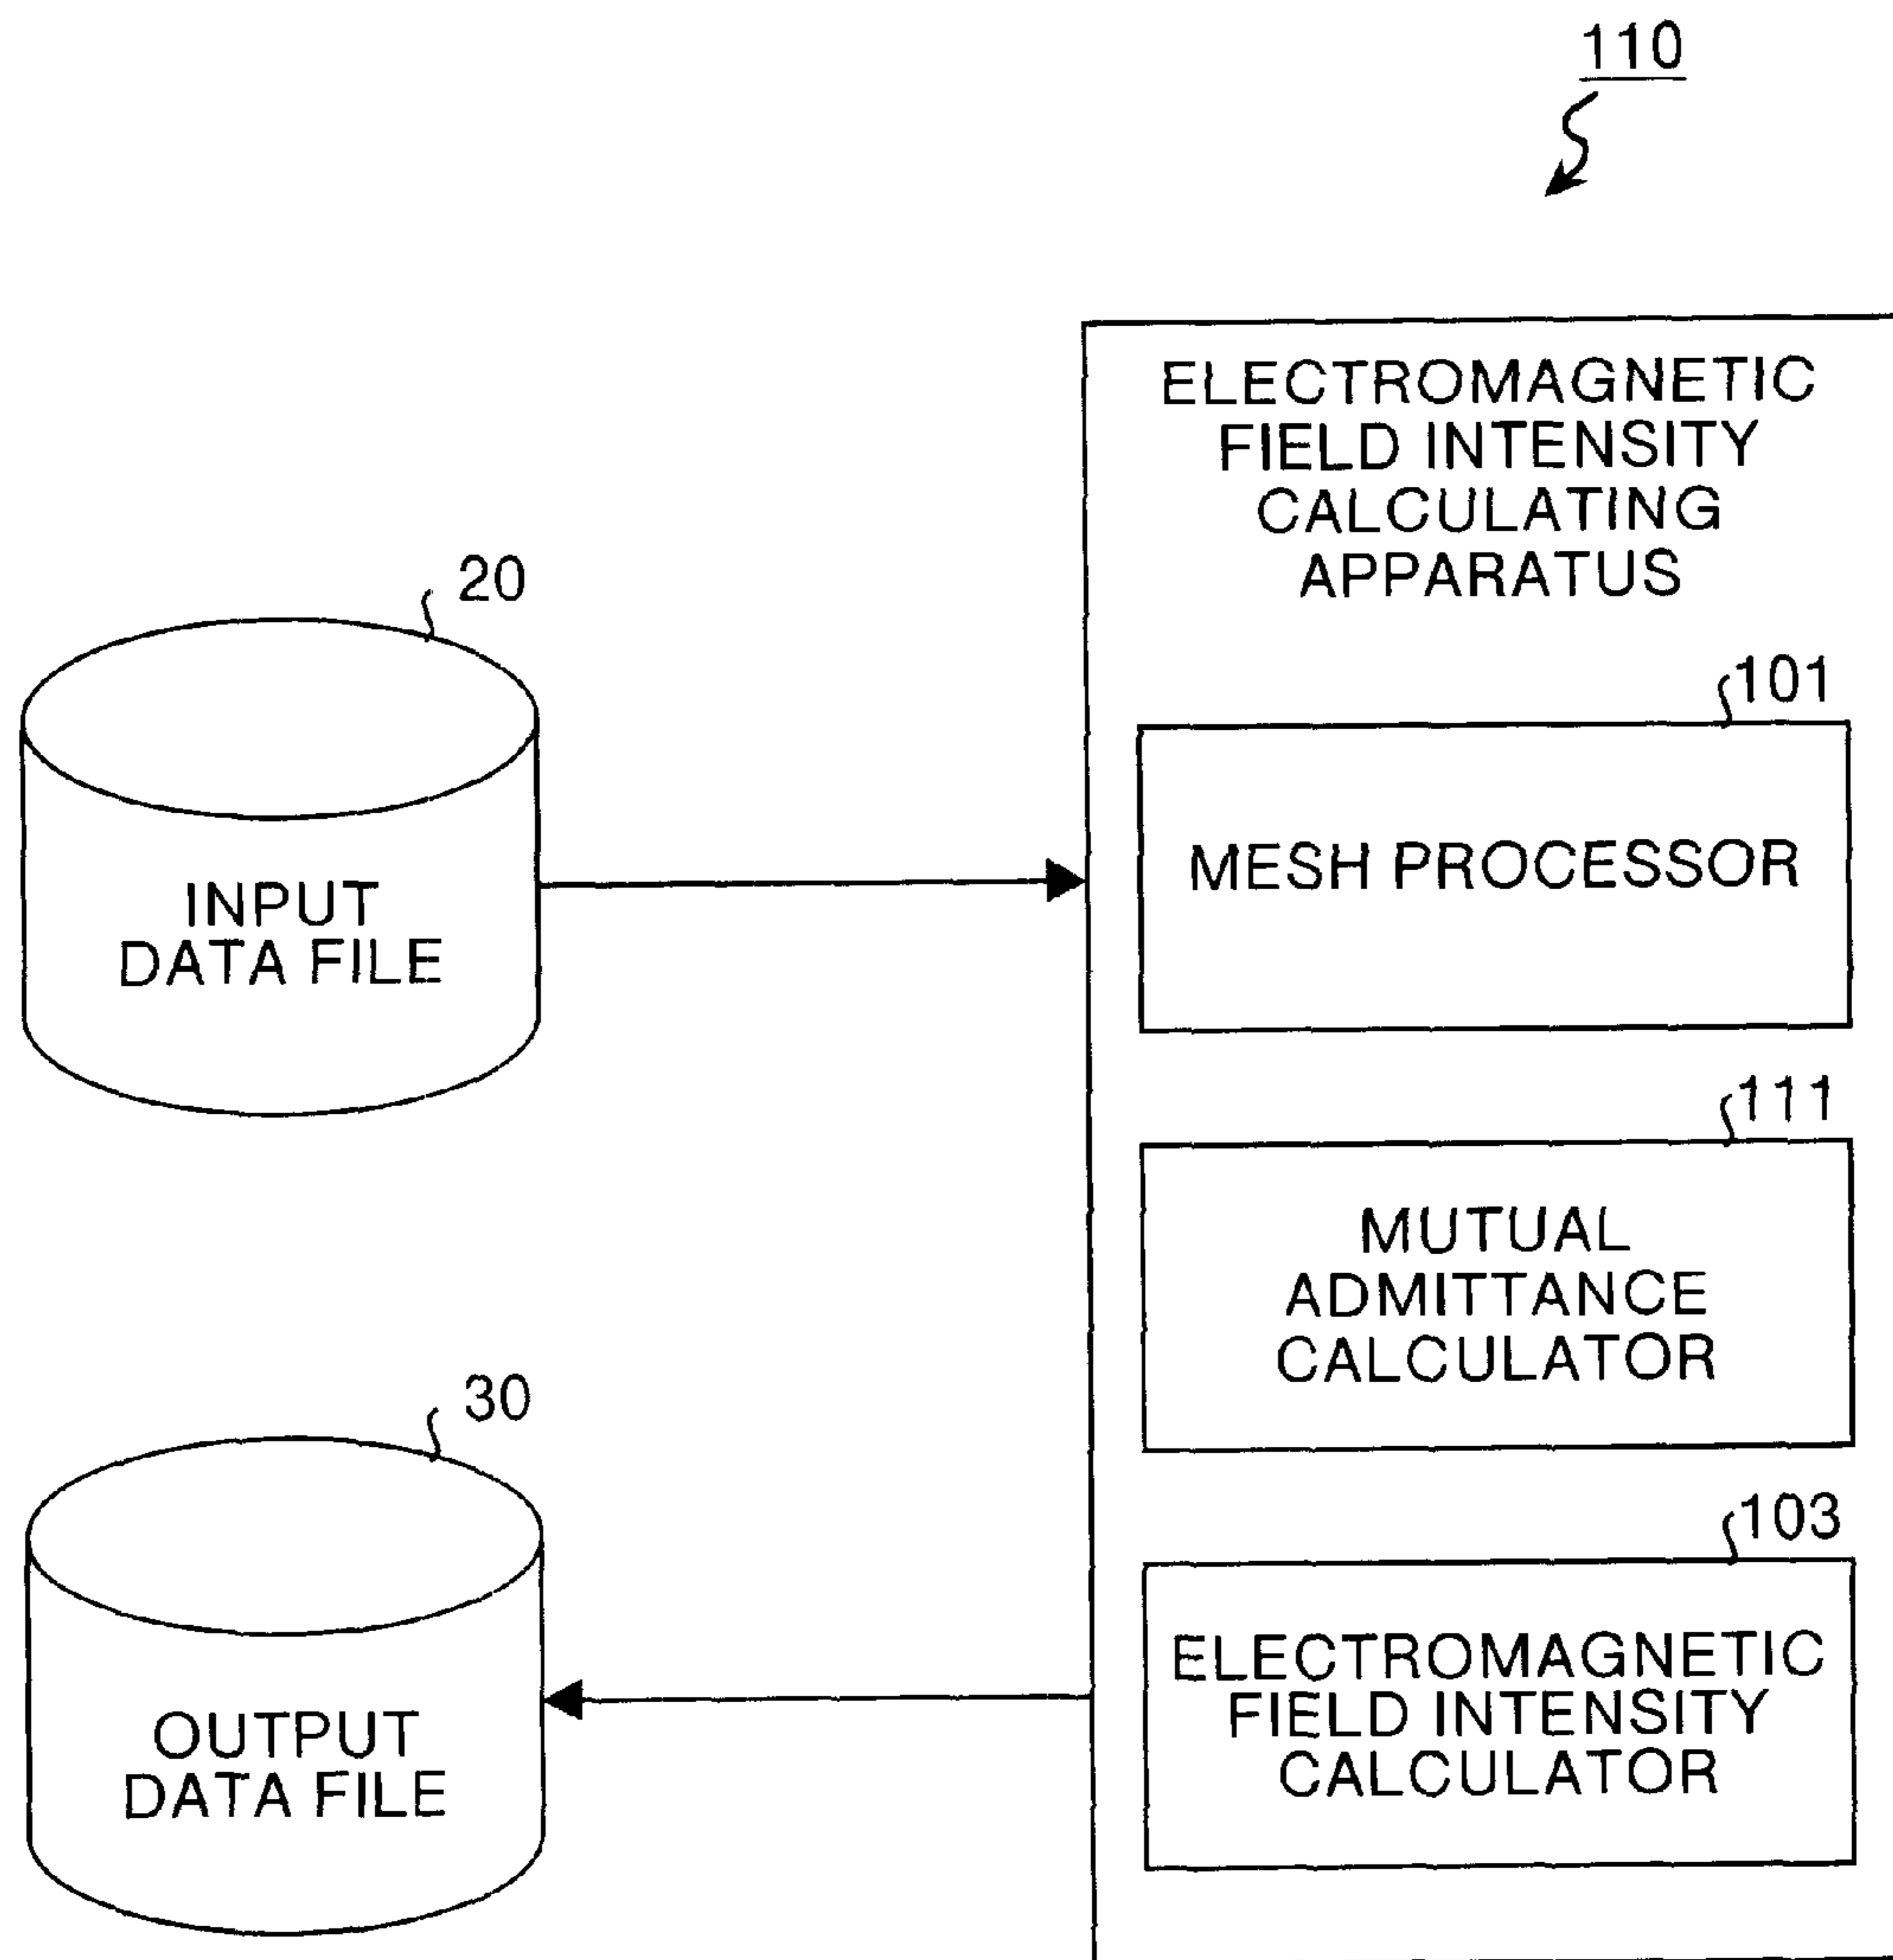 110
ELECTROMAGNETIC
FIELD INTENSITY
CALCULATING
APPARATUS
20
INPUT
DATA FILE
101
MESH PROCESSOR
111
MUTUAL
ADMITTANCE
CALCULATOR
30
OUTPUT
DATA FILE
103
ELECTROMAGNETIC
FIELD INTENSITY
CALCULATOR